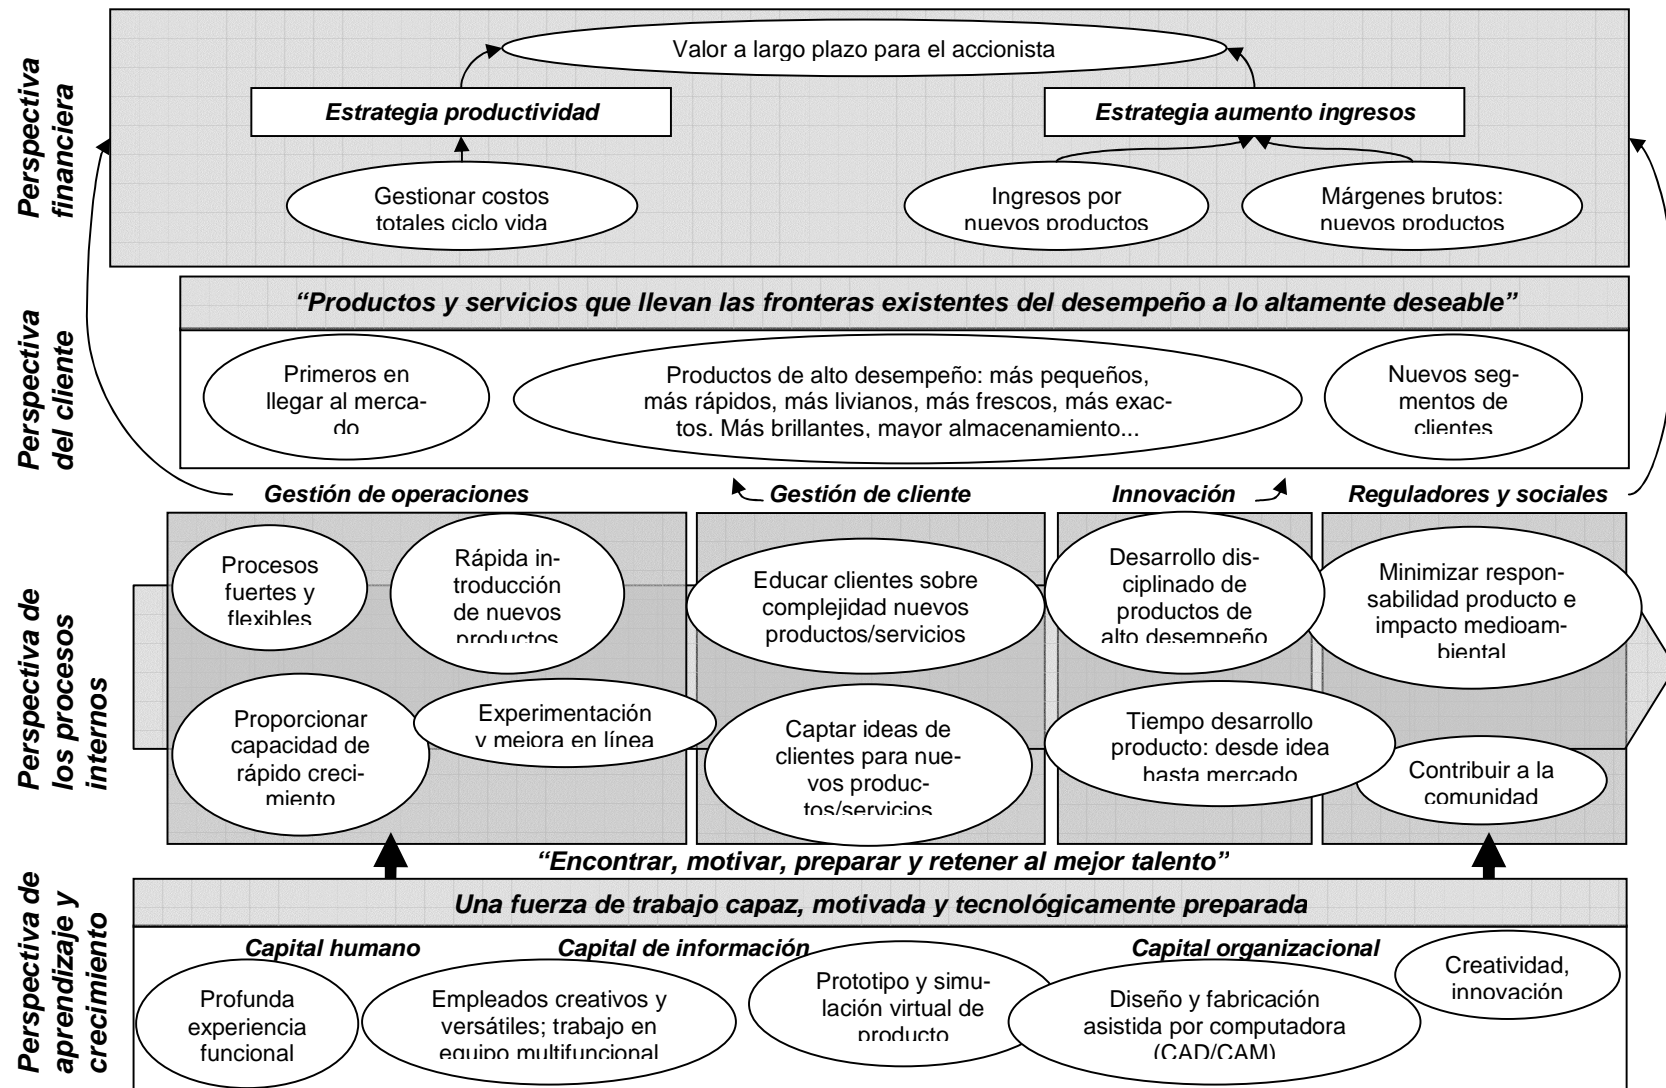 Perspectiva
financiera
Valor a largo plazo para el accionista
Estrategia productividad
Estrategia aumento ingresos
Gestionar costos
totales ciclo vida
Ingresos por
nuevos productos
Márgenes brutos:
nuevos productos
Perspectiva
del cliente
“Productos y servicios que llevan las fronteras existentes del desempeño a lo altamente deseable”
Primeros en
llegar al merca-
do
Productos de alto desempeño: más pequeños,
más rápidos, más livianos, más frescos, más exac-
tos. Más brillantes, mayor almacenamiento...
Nuevos seg-
mentos de
clientes
Perspectiva de
los procesos
internos
Gestión de operaciones
Gestión de cliente
Innovación
Reguladores y sociales
Procesos
fuertes y
flexibles
Rápida in-
troducción
de nuevos
productos
Proporcionar
capacidad de
rápido creci-
miento
Experimentación
y mejora en línea
Educar clientes sobre
complejidad nuevos
productos/servicios
Captar ideas de
clientes para nue-
vos produc-
tos/servicios
Desarrollo dis-
ciplinado de
productos de
alto desempeño
Tiempo desarrollo
producto: desde idea
hasta mercado
Minimizar respon-
sabilidad producto e
impacto medioam-
biental
Contribuir a la
comunidad
Perspectiva de
aprendizaje y
crecimiento
“Encontrar, motivar, preparar y retener al mejor talento”
Una fuerza de trabajo capaz, motivada y tecnológicamente preparada
Capital humano
Capital de información
Capital organizacional
Profunda
experiencia
funcional
Empleados creativos y
versátiles; trabajo en
equipo multifuncional
Prototipo y simu-
lación virtual de
producto
Diseño y fabricación
asistida por computadora
(CAD/CAM)
Creatividad,
innovación